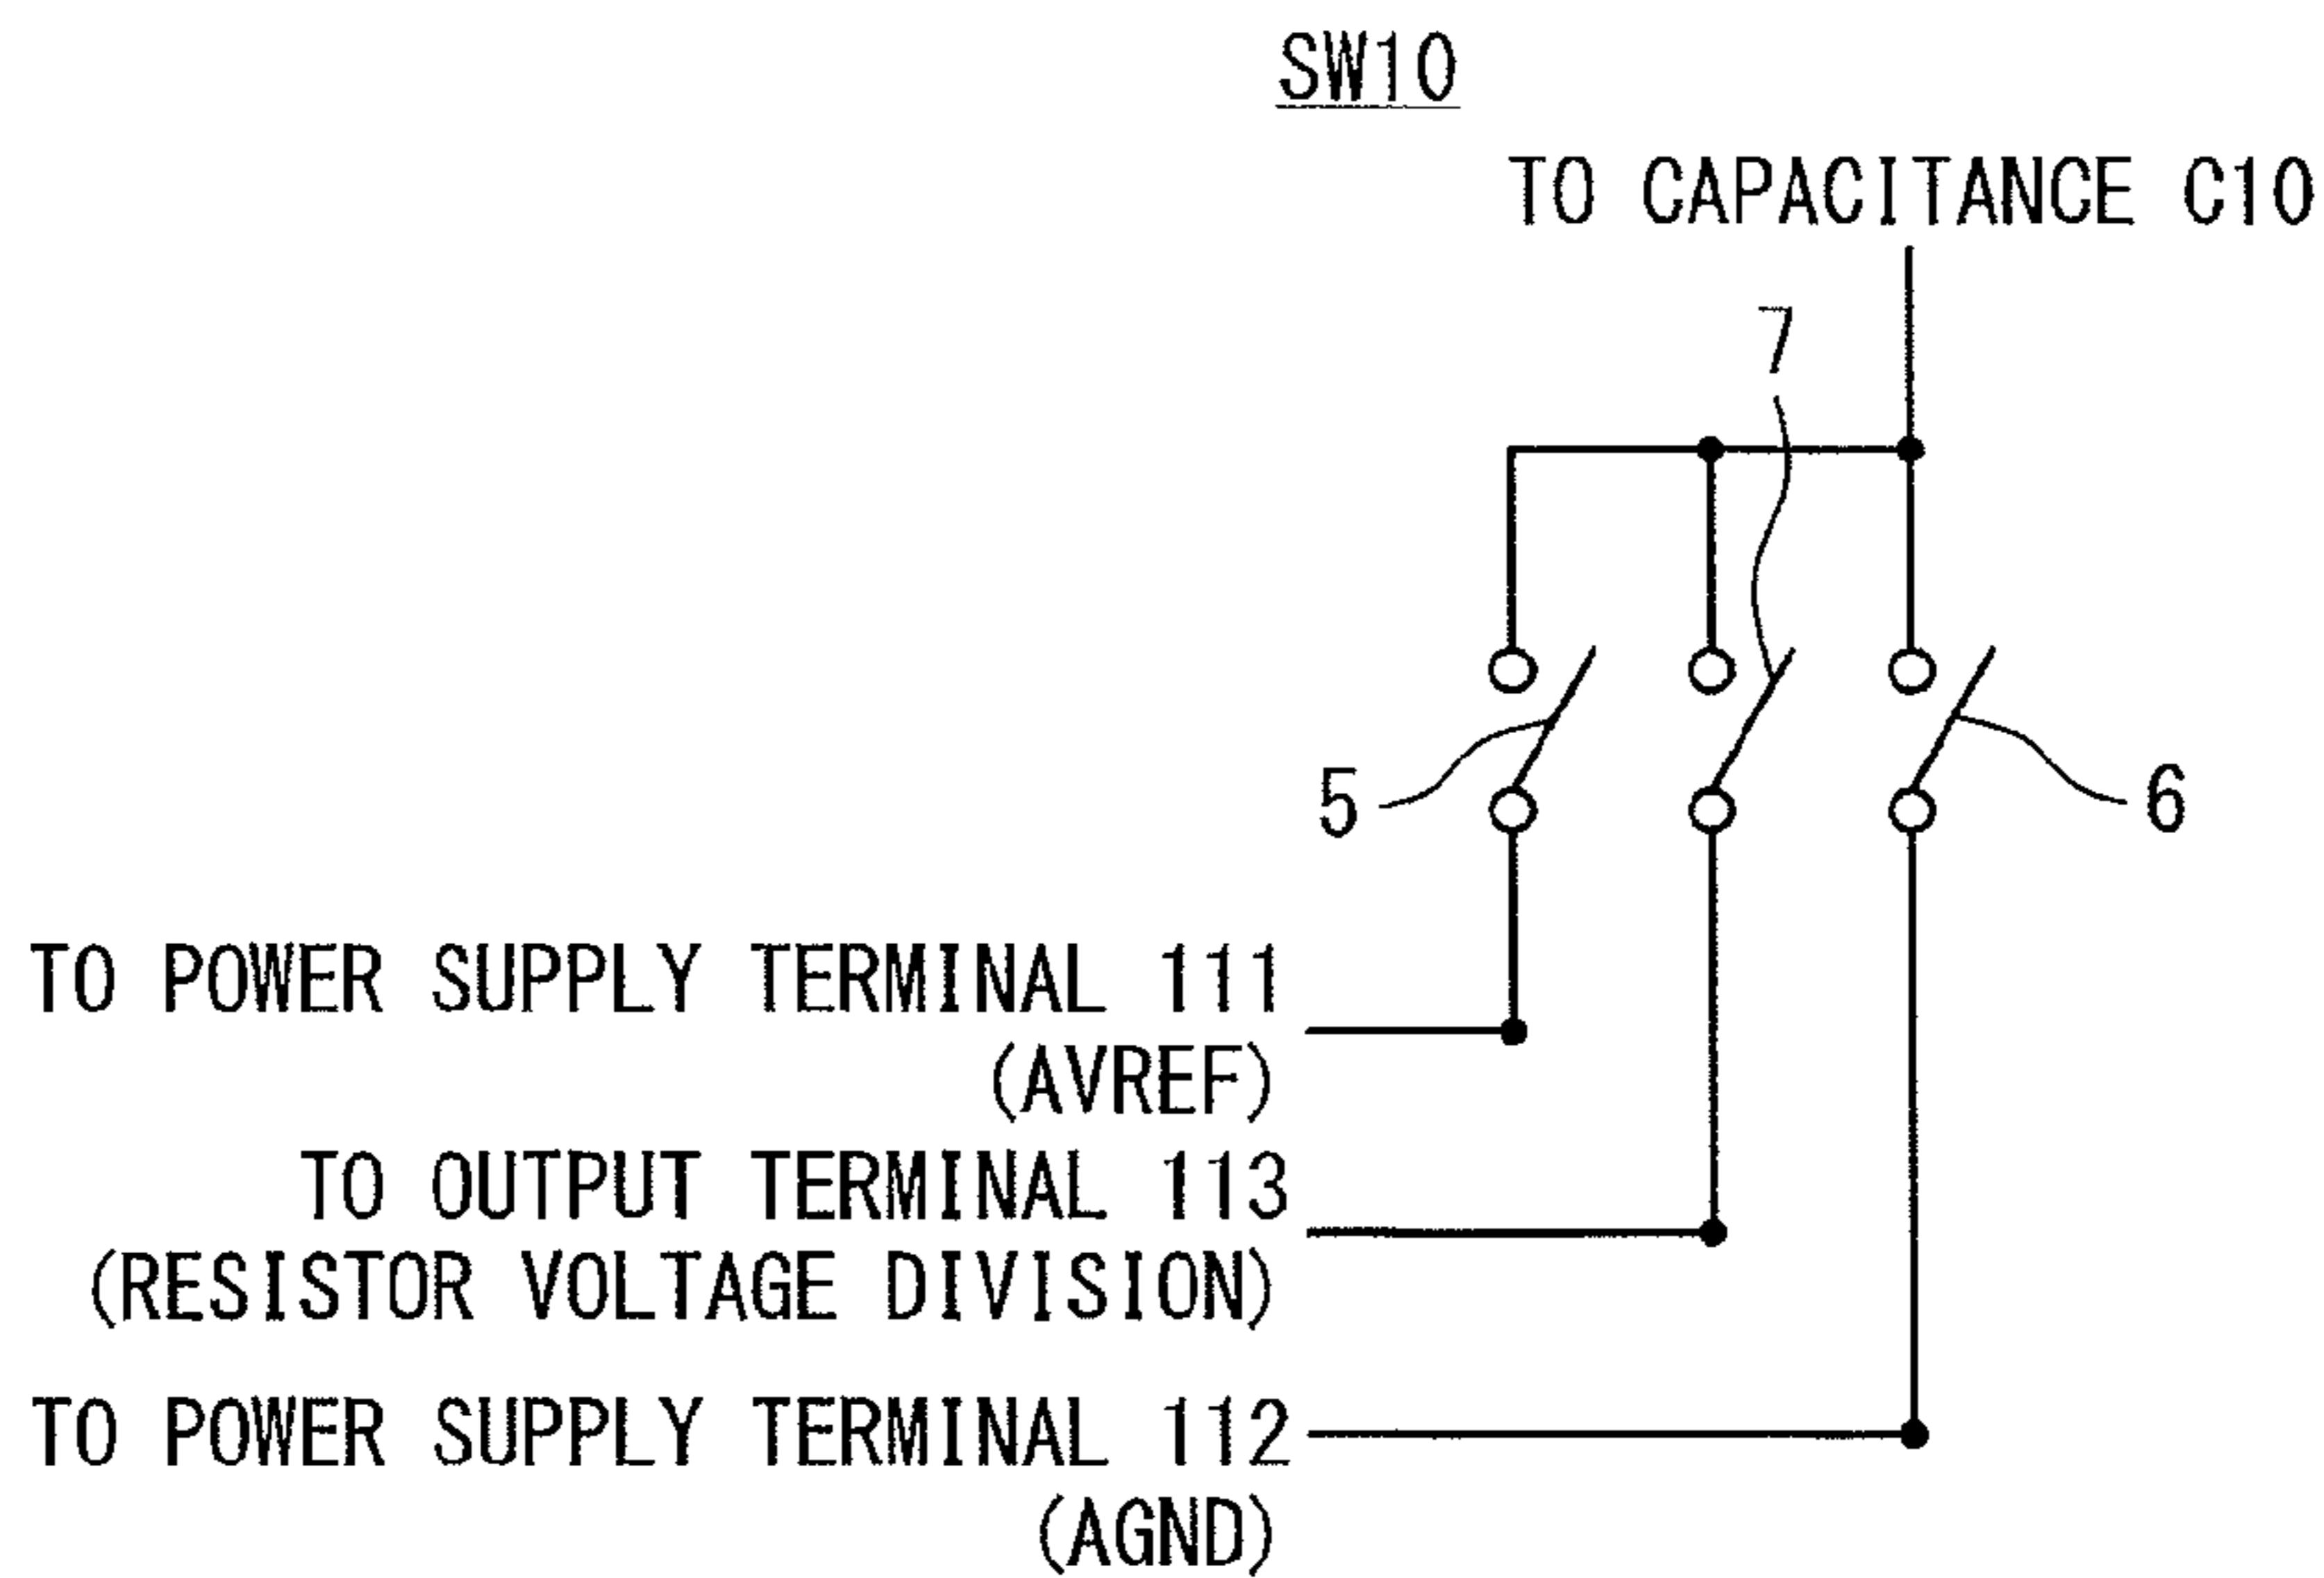 SW10
TO CAPACITANCE C10
7
5
6
TO POWER SUPPLY TERMINAL 111
(AVREF)
TO OUTPUT TERMINAL 113
(RESISTOR VOLTAGE DIVISION)
TO POWER SUPPLY TERMINAL 112
(AGND)